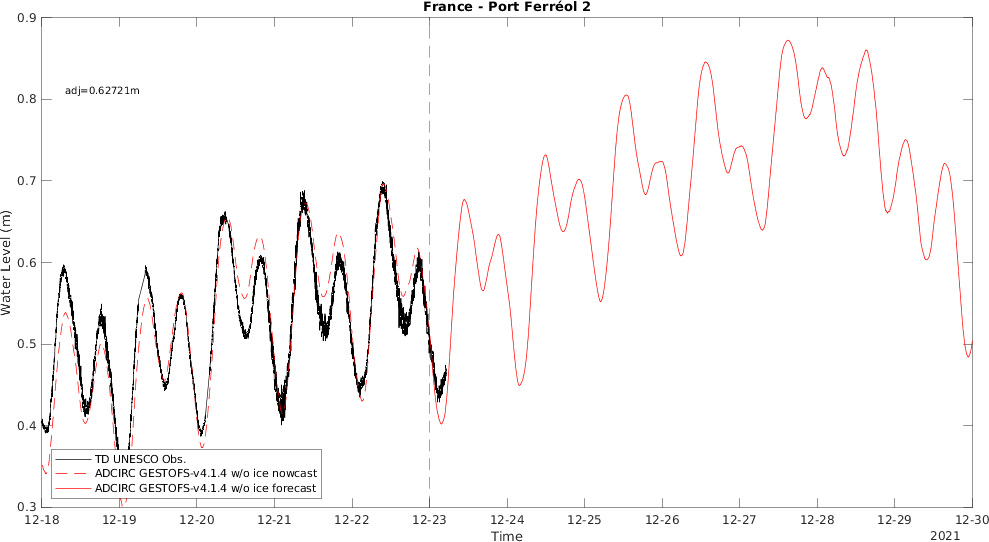 France - Port Ferréol 2
adj=0.62721m
Water Level (m)
0.9
0.8
0.7
0.6
0.5
0.4
0.3
TD UNESCO Obs.
ADCIRC GESTOFS-v4.1.4 w/o ice nowcast
ADCIRC GESTOFS-v4.1.4 w/o ice forecast
12-18 12-19 12-20 12-21 12-22 12-23 12-24 12-25 12-26 12-27 12-28 12-29 12-30
Time
2021